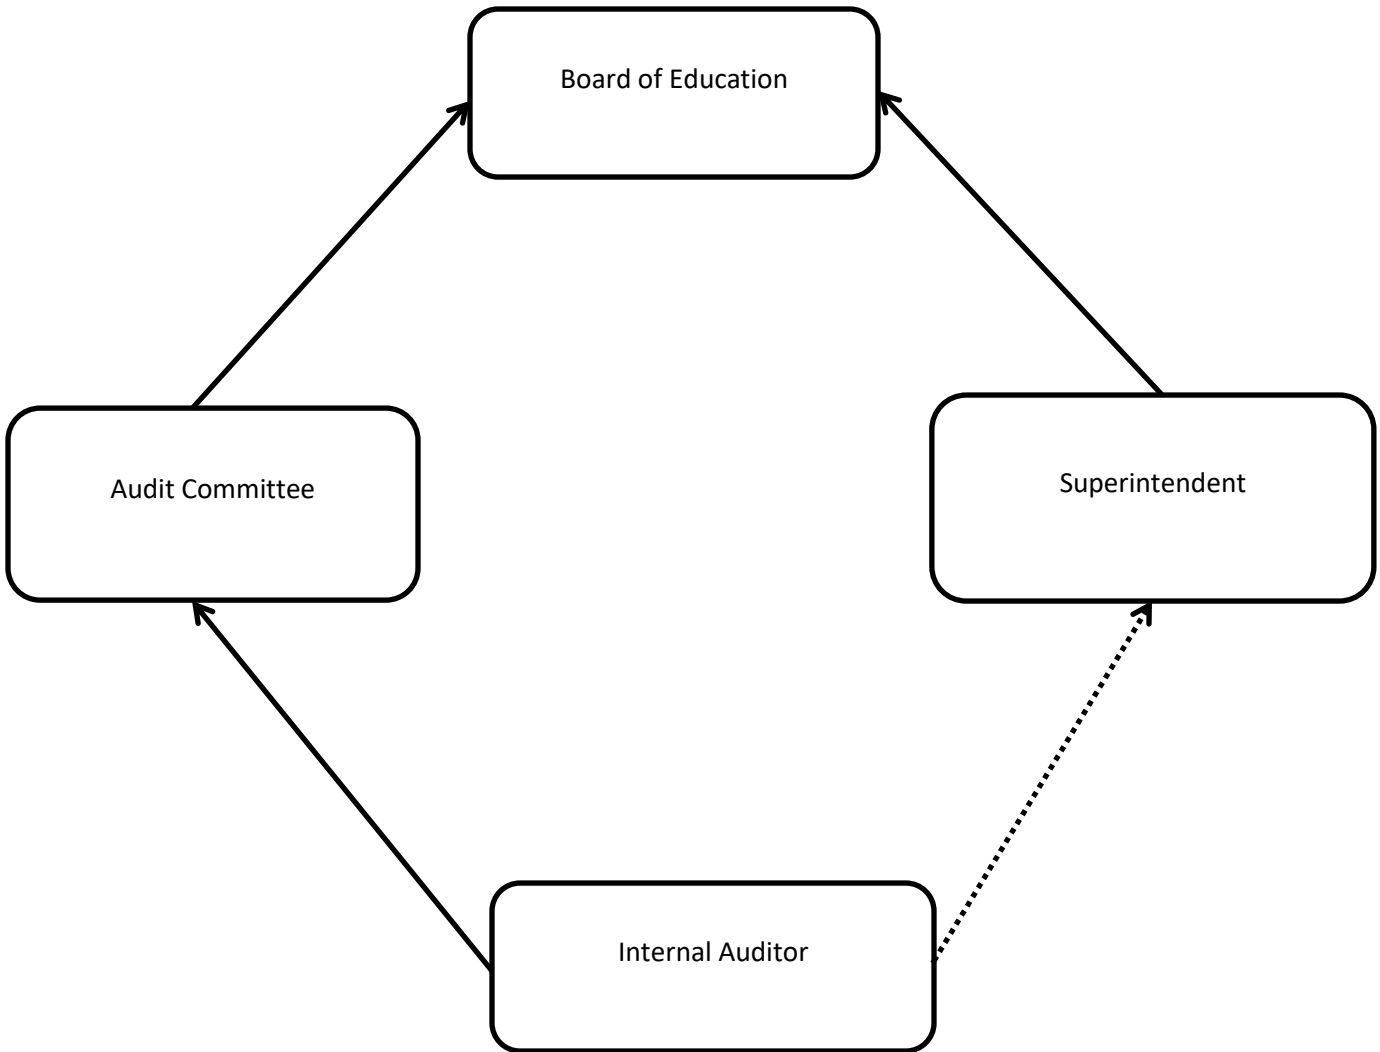 Board of Education
Audit Committee
Superintendent
Internal Auditor